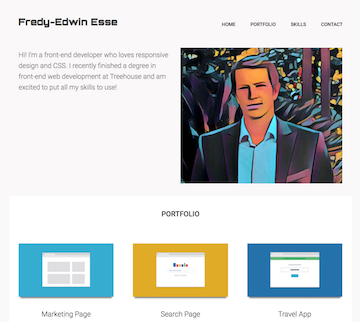 Fredy-Edwin Esse
HOME PORTFOLIO SKILLS CONTACT
Hi! I'm a front-end developer who loves responsive
design and CSS. I recently finished a degree in
front-end web development at Treehouse and am
excited to put all my skills to use!
PORTFOLIO
Marketing Page Search Page Travel App